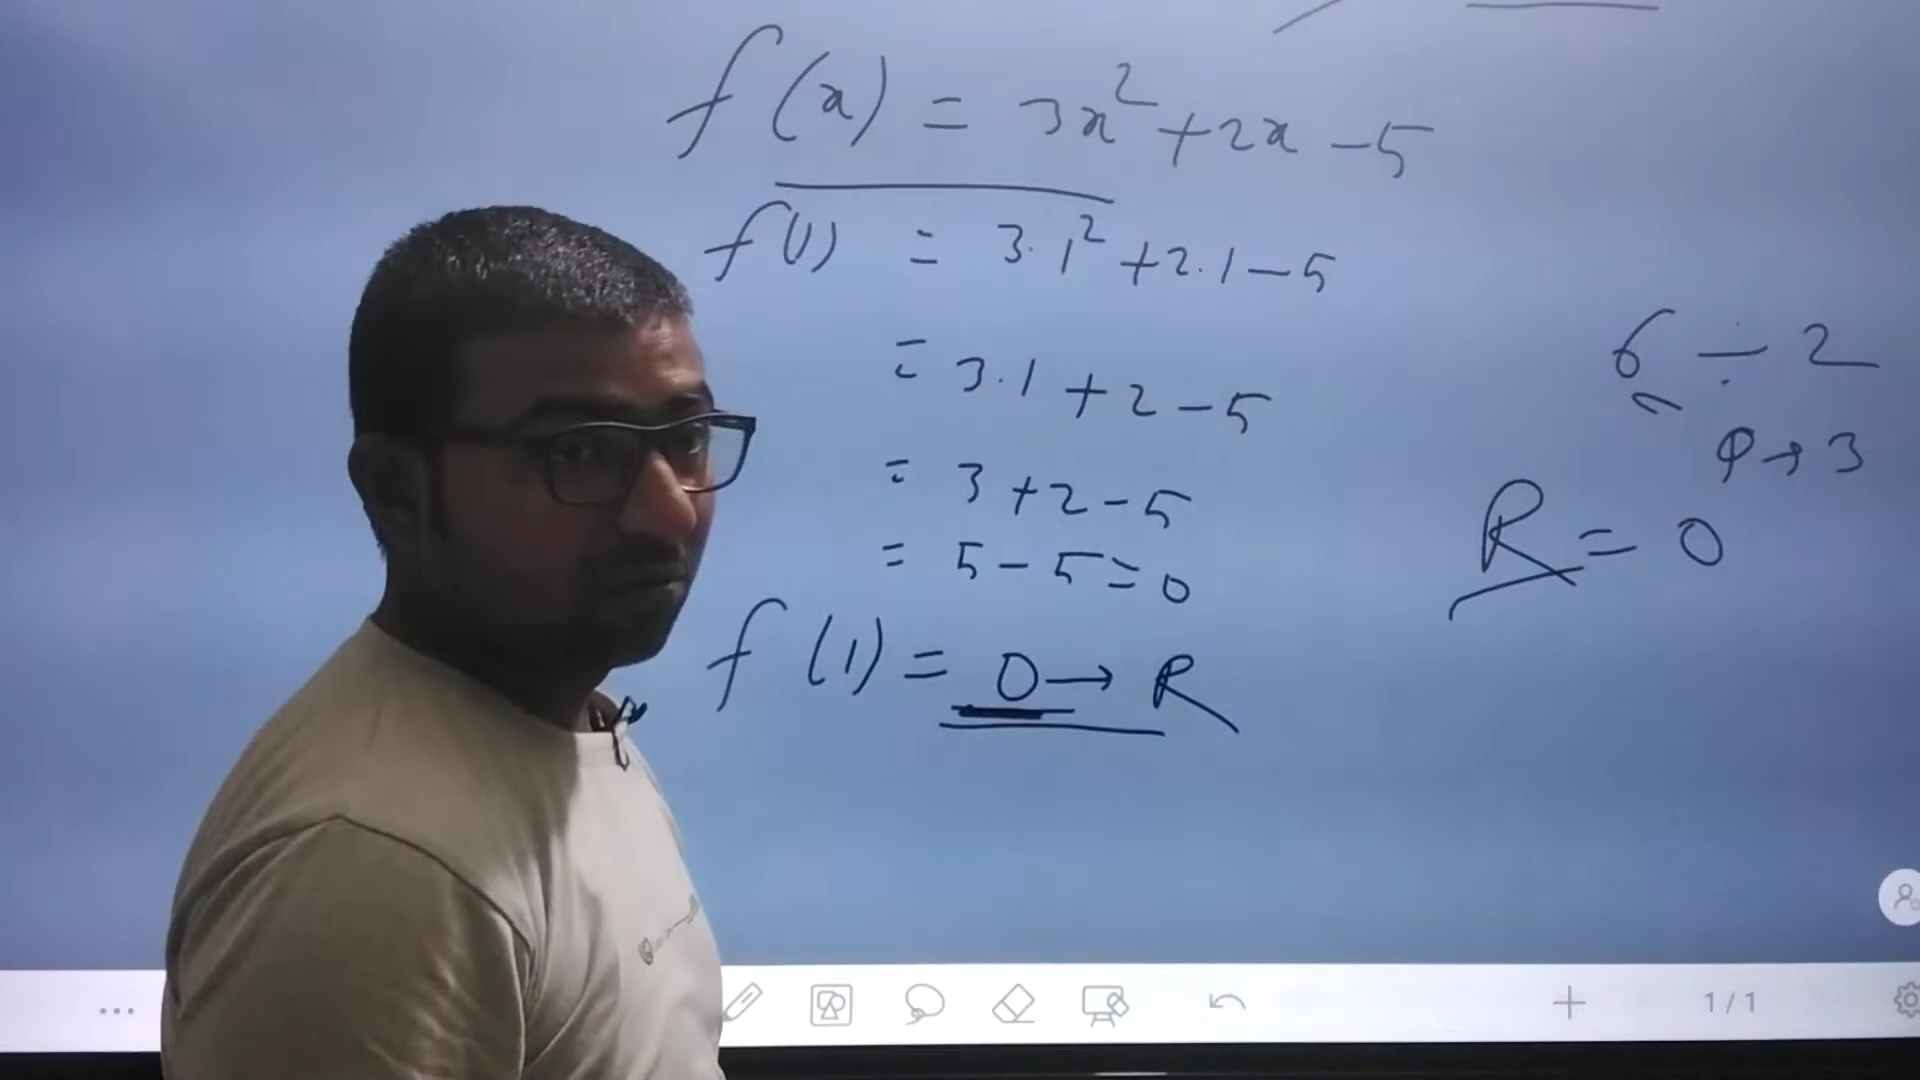 f(x) = 3x² + 2x - 5
f(1) = 3.1² + 2.1 - 5
= 3.1 + 2 - 5
= 3 + 2 - 5
= 5 - 5 = 0
f(1) = 0 → R
6 ÷ 2
Q → 3
R = 0
1/1